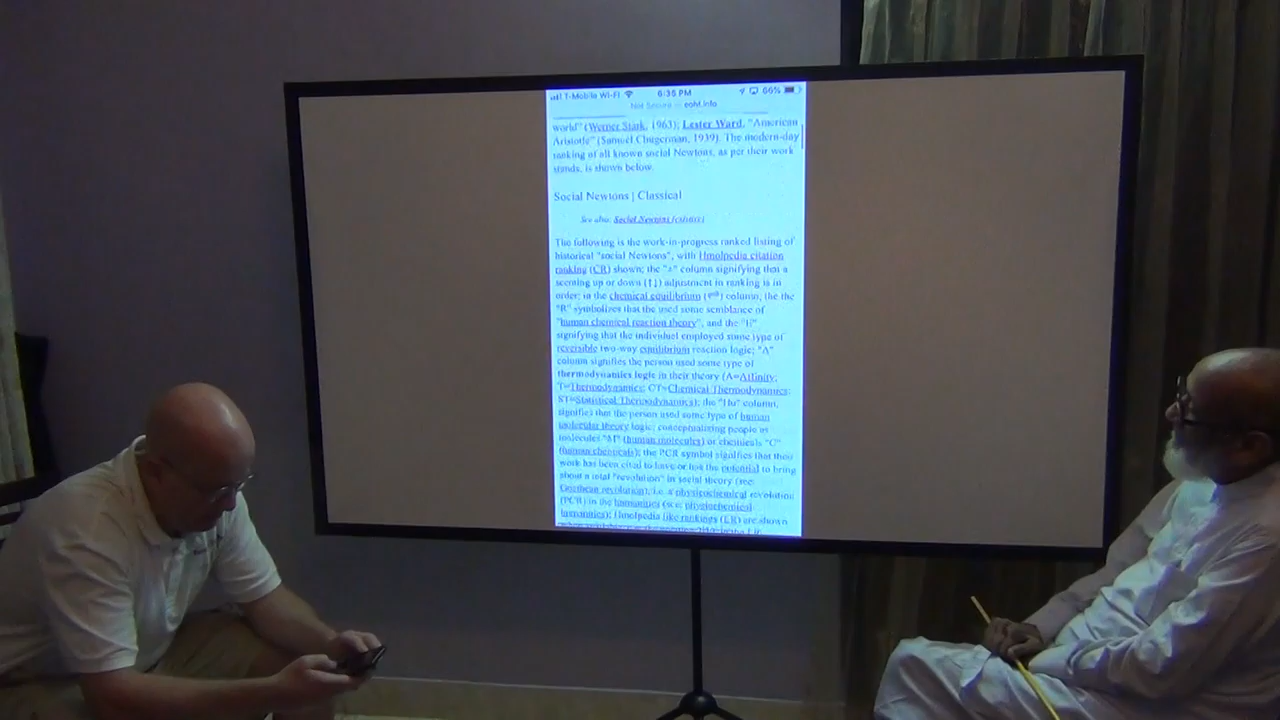 T-Mobile Wi-Fi 6:35 PM 66%
Not Secure — eoht.info
world" (Werner Stark, 1963); Lester Ward, "American
Aristotle" (Samuel Chugerman, 1939). The modern-day
ranking of all known social Newtons, as per their work
stands, is shown below.
Social Newtons | Classical
See also: Social Newtons (extant)
The following is the work-in-progress ranked listing of
historical "social Newtons", with Hmolpedia citation
ranking (CR) shown; the "±" column signifying that a
seeming up or down [↑↓] adjustment in ranking is in
order; in the chemical equilibrium column, the the
"R" symbolizes that the used some semblance of
"human chemical reaction theory", and the "E"
signifying that the individual employed some type of
reversible two-way equilibrium reaction logic; "A"
column signifies the person used some type of
thermodynamics logic in their theory (A=Affinity;
T=Thermodynamics; CT=Chemical Thermodynamics;
ST=Statistical Thermodynamics); the "Hu" column,
signifies that the person used some type of human
molecular theory logic, conceptualizing people as
molecules "M" (human molecules) or chemicals "C"
(human chemicals); the PCR symbol signifies that their
work has been cited to have or has the potential to bring
about a total "revolution" in social theory (see:
Goethean revolution), i.e. a physicochemical revolution
(PCR) in the humanities (see: physicochemical
humanities); Hmolpedia like rankings (LR) are shown